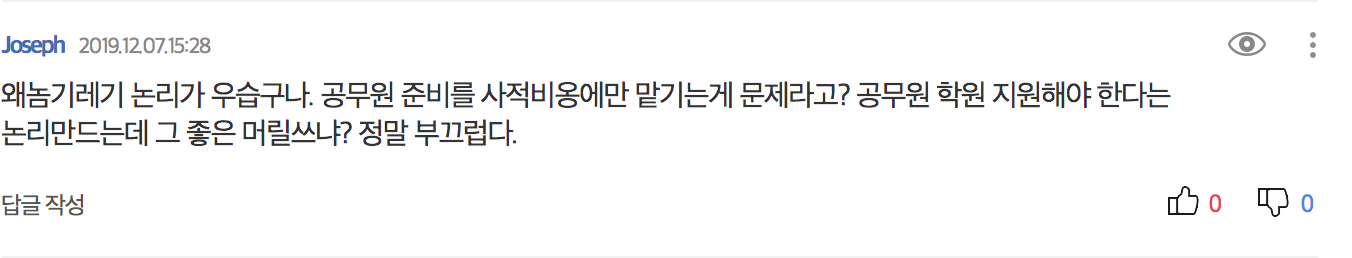 Joseph 2019.12.07.15:28
왜놈기레기 논리가 우습구나. 공무원 준비를 사적비용에만 맡기는게 문제라고? 공무원 학원 지원해야 한다는
논리만드는데 그 좋은 머릴쓰냐? 정말 부끄럽다.
답글 작성 0 0